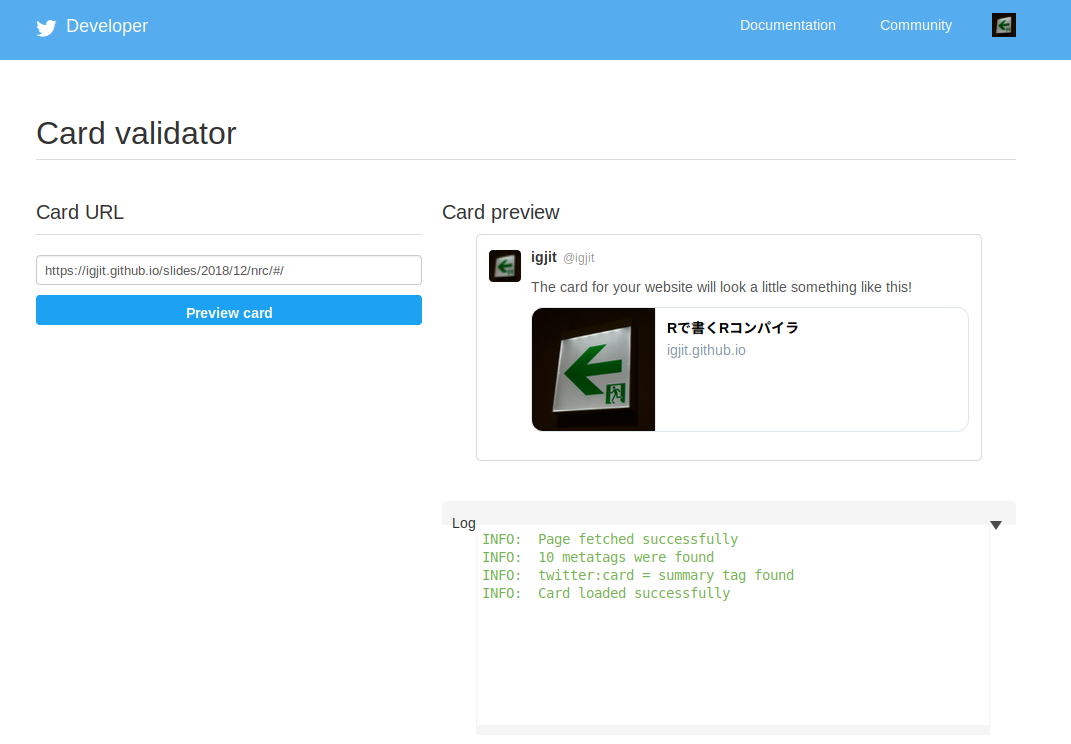 Developer
Documentation
Community
Card validator
Card URL
https://igjit.github.io/slides/2018/12/nrc/#/
Preview card
Card preview
igjit @igjit
The card for your website will look a little something like this!
Rで書くRコンパイラ
igjit.github.io
Log
INFO:  Page fetched successfully
INFO:  10 metatags were found
INFO:  twitter:card = summary tag found
INFO:  Card loaded successfully